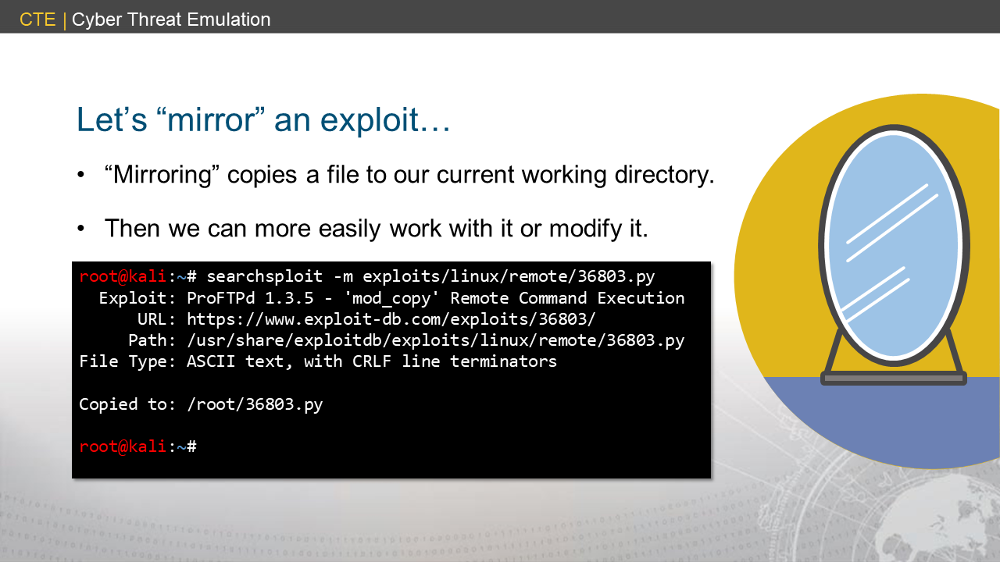 CTE | Cyber Threat Emulation
Let’s “mirror” an exploit…
• “Mirroring” copies a file to our current working directory.
• Then we can more easily work with it or modify it.
root@kali:~# searchsploit -m exploits/linux/remote/36803.py
  Exploit: ProFTPd 1.3.5 - 'mod_copy' Remote Command Execution
      URL: https://www.exploit-db.com/exploits/36803/
     Path: /usr/share/exploitdb/exploits/linux/remote/36803.py
File Type: ASCII text, with CRLF line terminators
Copied to: /root/36803.py
root@kali:~#